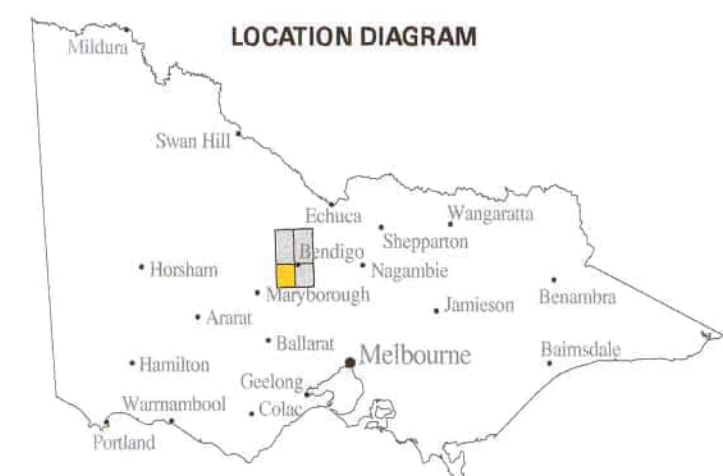 LOCATION DIAGRAM
Mildura
Swan Hill
Echuca
Wangaratta
Shepparton
Bendigo
Nagambie
Horsham
Maryborough
Benambra
Jamieson
Ararat
Ballarat
Melbourne
Bairnsdale
Hamilton
Geelong
Warrnambool
Colac
Portland